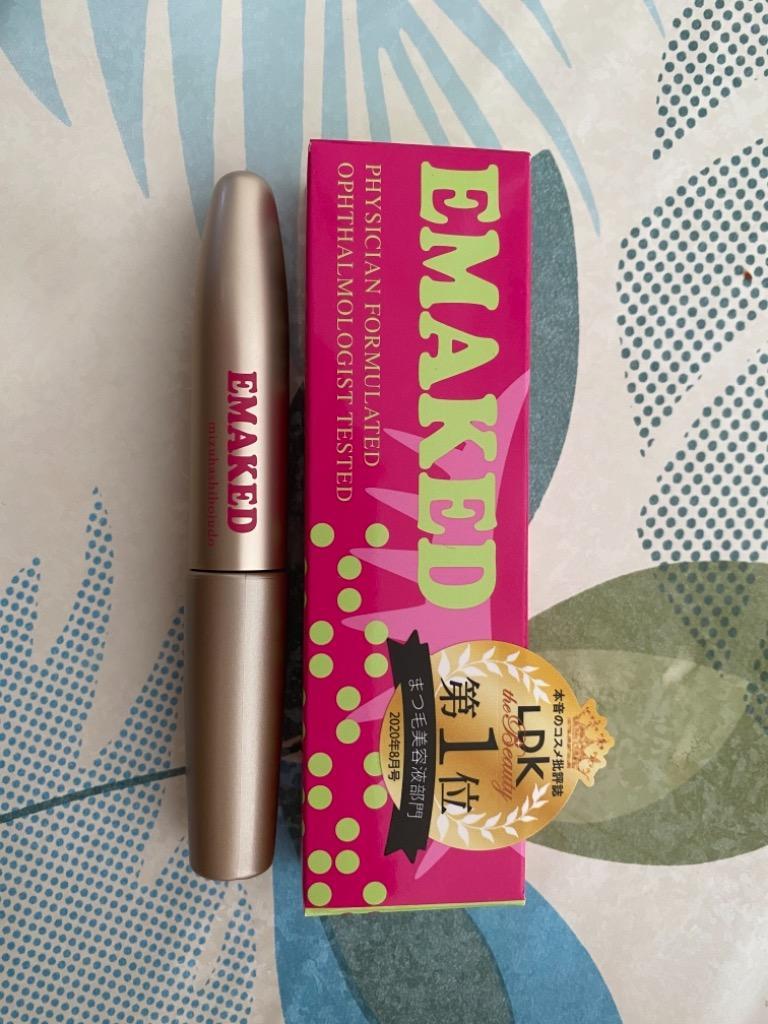 EMAKED
mizuhashihojudo
EMAKED
PHYSICIAN FORMULATED
OPHTHALMOLOGIST TESTED
本音のコスメ批評誌
LDK
the Beauty
第1位
まつ毛美容液部門
2020年8月号